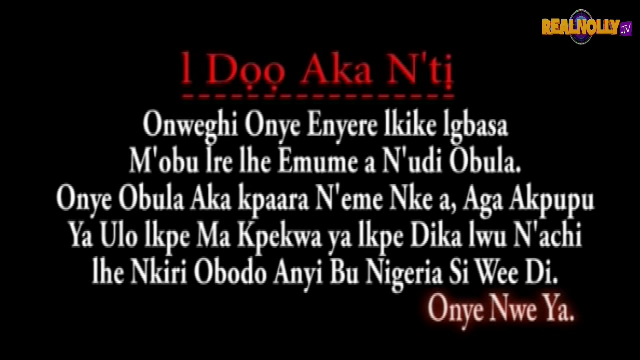 REALNOLLY TV
I Dọọ Aka N'tị
Onweghi Onye Enyere Ikike Igbasa
M'obu Ire Ihe Emume a N'udi Obula.
Onye Obula Aka kpaara N'eme Nke a, Aga Akpupu
Ya Ulo Ikpe Ma Kpekwa ya Ikpe Dika Iwu N'achi
Ihe Nkiri Obodo Anyi Bu Nigeria Si Wee Di.
Onye Nwe Ya.